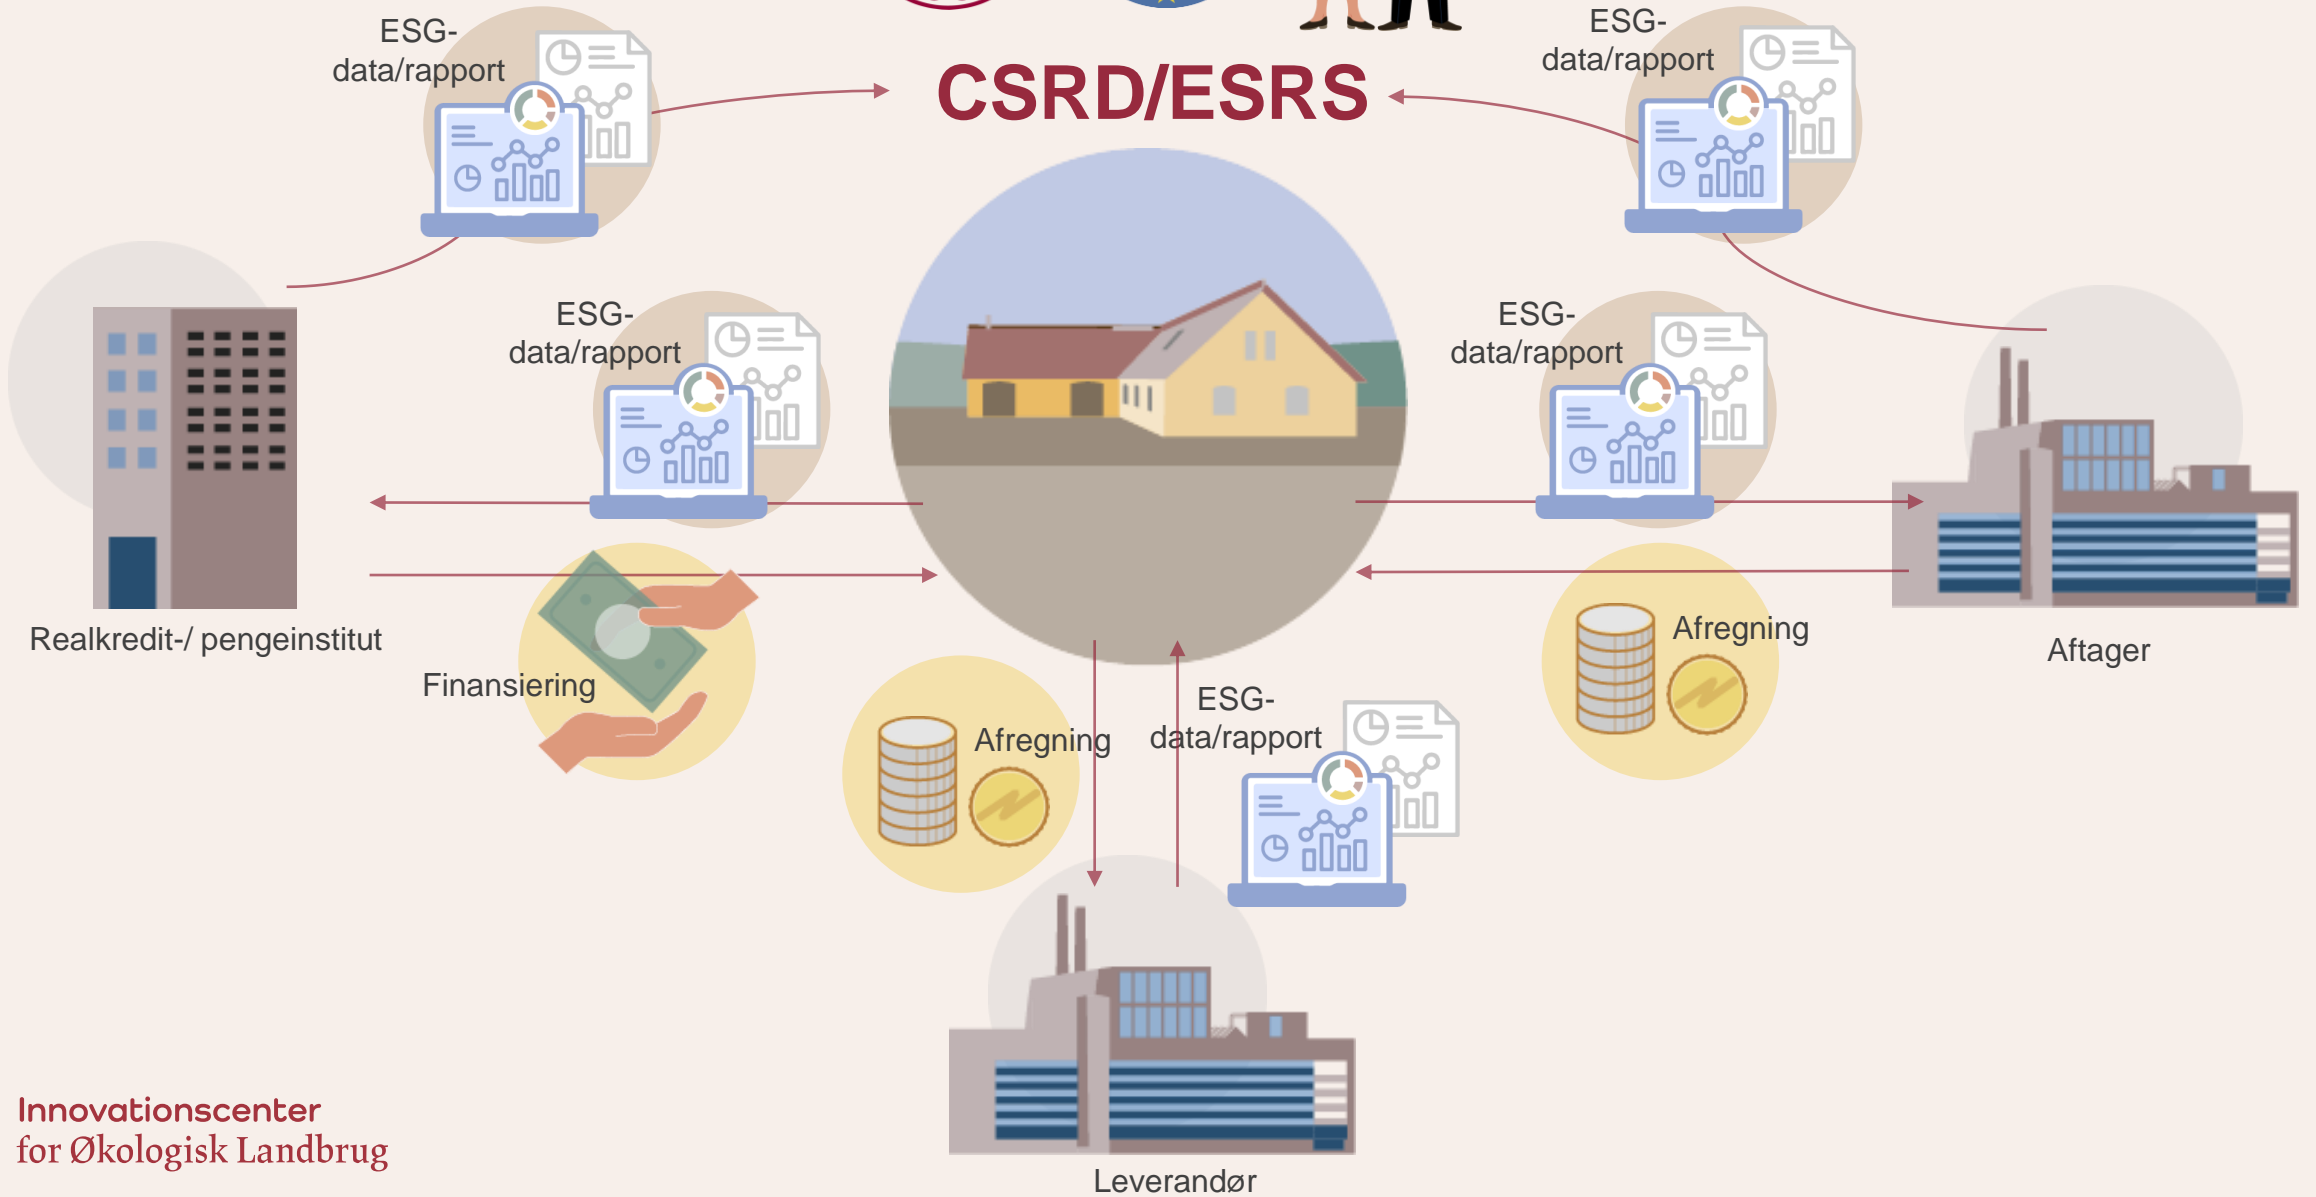 ESG-
data/rapport
ESG-
data/rapport
CSRD/ESRS
ESG-
data/rapport
ESG-
data/rapport
Realkredit-/ pengeinstitut
Finansiering
Afregning
Aftager
ESG-
data/rapport
Afregning
Innovationscenter
for Økologisk Landbrug
Leverandør